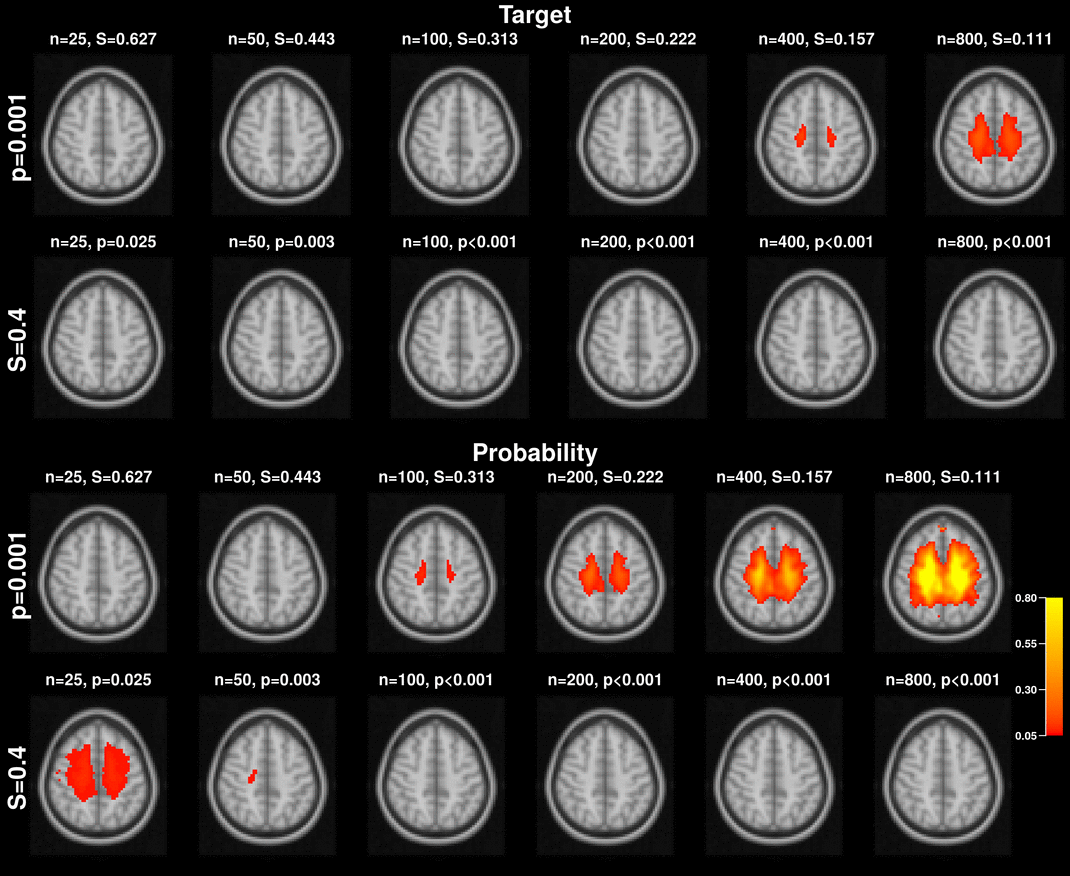 Target
n=25, S=0.627 n=50, S=0.443 n=100, S=0.313 n=200, S=0.222 n=400, S=0.157 n=800, S=0.111
p=0.001
n=25, p=0.025 n=50, p=0.003 n=100, p<0.001 n=200, p<0.001 n=400, p<0.001 n=800, p<0.001
S=0.4
Probability
n=25, S=0.627 n=50, S=0.443 n=100, S=0.313 n=200, S=0.222 n=400, S=0.157 n=800, S=0.111
p=0.001
0.80
0.55
0.30
0.05
n=25, p=0.025 n=50, p=0.003 n=100, p<0.001 n=200, p<0.001 n=400, p<0.001 n=800, p<0.001
S=0.4